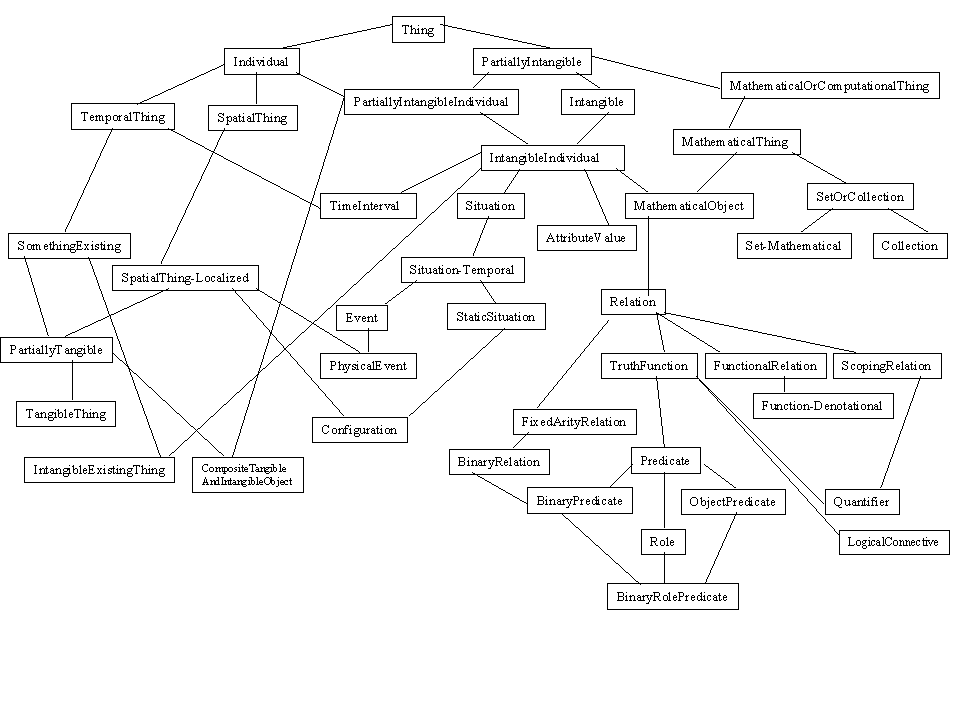 Thing
Individual
PartiallyIntangible
MathematicalOrComputationalThing
TemporalThing
SpatialThing
PartiallyIntangibleIndividual
Intangible
MathematicalThing
IntangibleIndividual
SetOrCollection
TimeInterval
Situation
MathematicalObject
AttributeValue
Set-Mathematical
Collection
SomethingExisting
SpatialThing-Localized
Situation-Temporal
Relation
Event
StaticSituation
PartiallyTangible
PhysicalEvent
TruthFunction
FunctionalRelation
ScopingRelation
TangibleThing
Function-Denotational
Configuration
FixedArityRelation
IntangibleExistingThing
CompositeTangible
AndIntangibleObject
BinaryRelation
Predicate
BinaryPredicate
ObjectPredicate
Quantifier
Role
LogicalConnective
BinaryRolePredicate